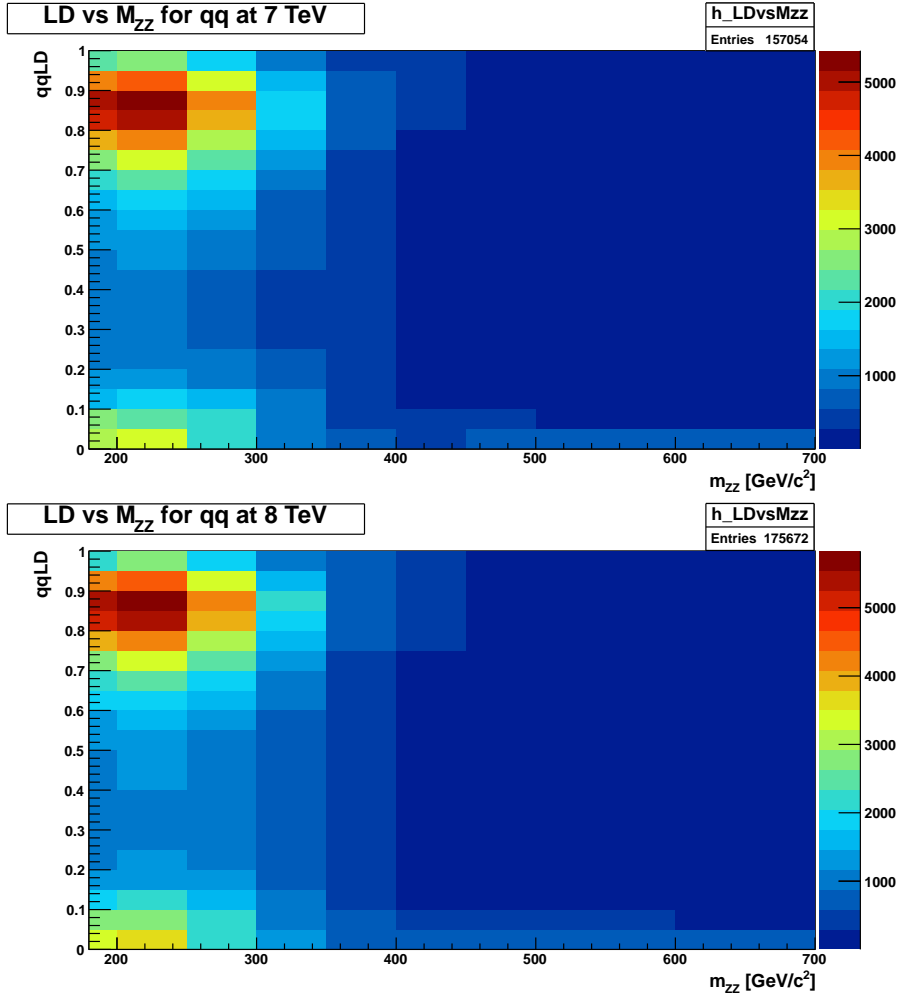 LD vs M_ZZ for qq at 7 TeV
h_LDvsMzz
Entries 157054
qqLD
1
0.9
0.8
0.7
0.6
0.5
0.4
0.3
0.2
0.1
0
5000
4000
3000
2000
1000
200 300 400 500 600 700
m_ZZ [GeV/c²]
LD vs M_ZZ for qq at 8 TeV
h_LDvsMzz
Entries 175672
qqLD
1
0.9
0.8
0.7
0.6
0.5
0.4
0.3
0.2
0.1
0
5000
4000
3000
2000
1000
200 300 400 500 600 700
m_ZZ [GeV/c²]